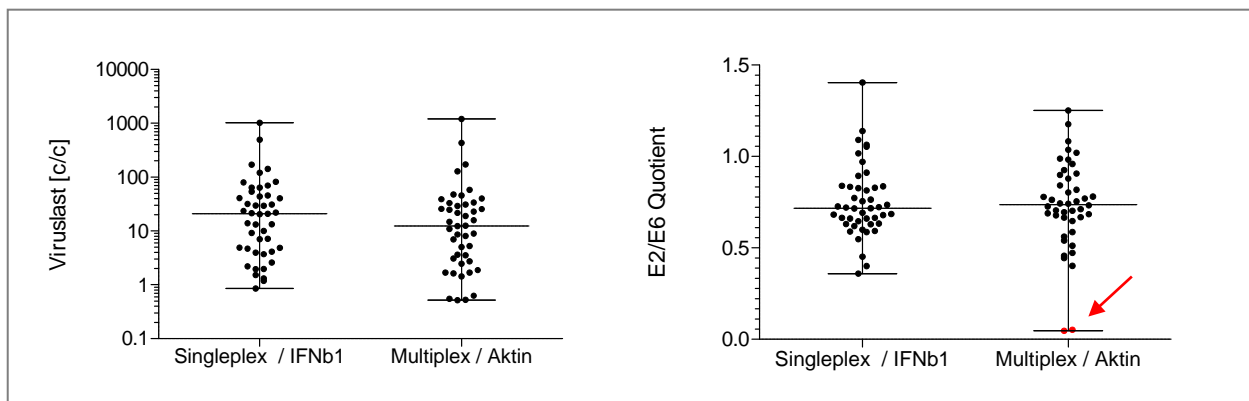 Viruslast [c/c]
10000
1000
100
10
1
0.1
Singleplex / IFNb1
Multiplex / Aktin
E2/E6 Quotient
1.5
1.0
0.5
0.0
Singleplex / IFNb1
Multiplex / Aktin